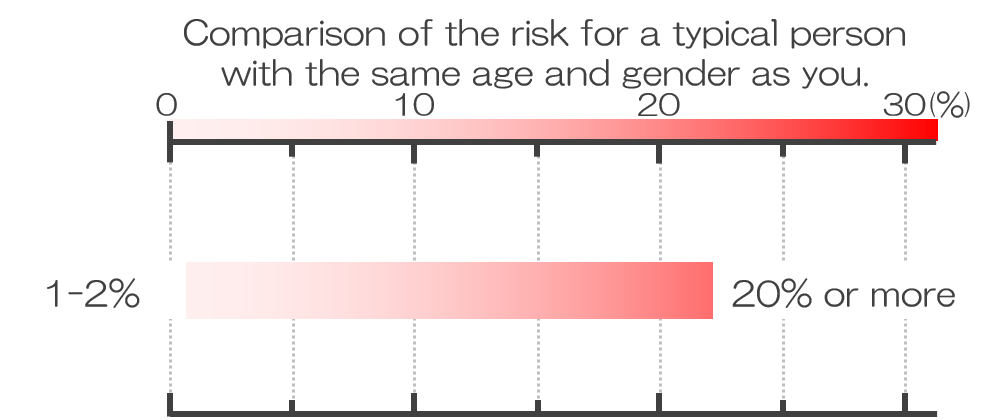 Comparison of the risk for a typical person
with the same age and gender as you.
0 10 20 30(%)
1-2% 20% or more